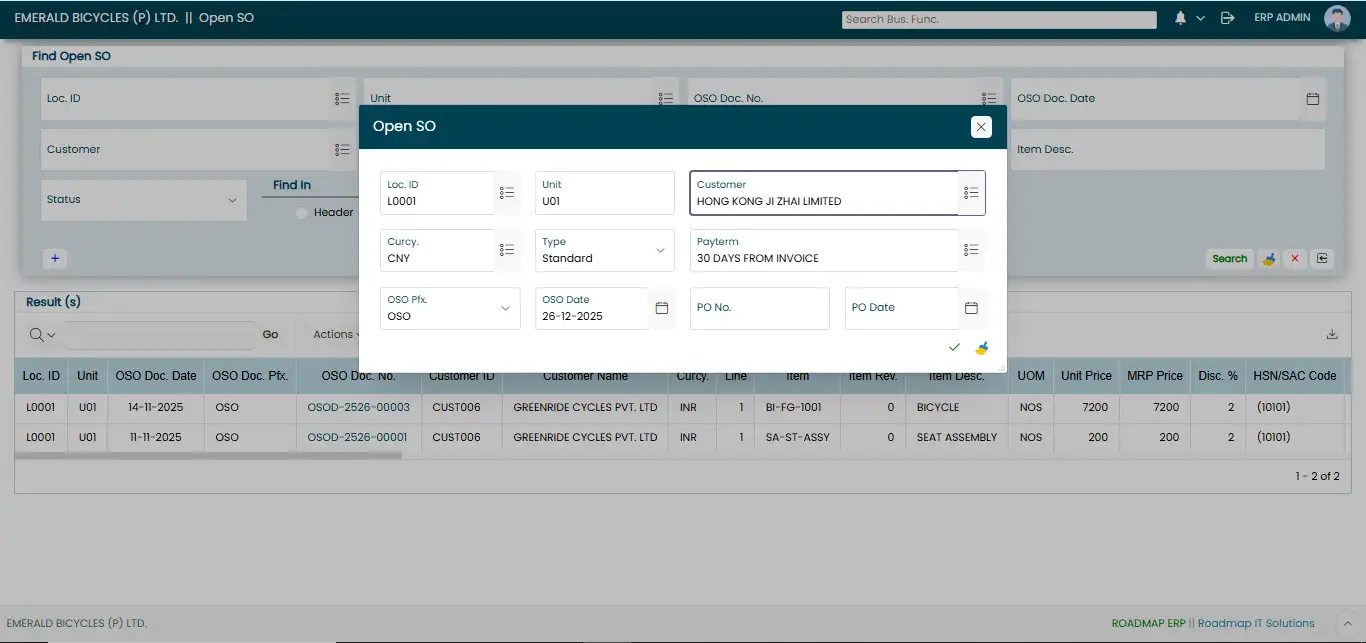 EMERALD BICYCLES (P) LTD. || Open SO
Search Bus. Func.
ERP ADMIN
Find Open SO
Loc. ID
Unit
OSO Doc. No.
OSO Doc. Date
Customer
Item Desc.
Status
Find In
Header
+
Search
Open SO
Loc. ID
L0001
Unit
U01
Customer
HONG KONG JI ZHAI LIMITED
Curcy.
CNY
Type
Standard
Payterm
30 DAYS FROM INVOICE
OSO Pfx.
OSO
OSO Date
26-12-2025
PO No.
PO Date
Result (s)
Go
Actions
Loc. ID Unit OSO Doc. Date OSO Doc. Pfx. OSO Doc. No. Customer ID Customer Name Curcy. Line Item Item Rev. Item Desc. UOM Unit Price MRP Price Disc. % HSN/SAC Code
L0001 U01 14-11-2025 OSO OSOD-2526-00003 CUST006 GREENRIDE CYCLES PVT. LTD INR 1 BI-FG-1001 0 BICYCLE NOS 7200 7200 2 (10101)
L0001 U01 11-11-2025 OSO OSOD-2526-00001 CUST006 GREENRIDE CYCLES PVT. LTD INR 1 SA-ST-ASSY 0 SEAT ASSEMBLY NOS 200 200 2 (10101)
1 - 2 of 2
EMERALD BICYCLES (P) LTD.
ROADMAP ERP || Roadmap IT Solutions